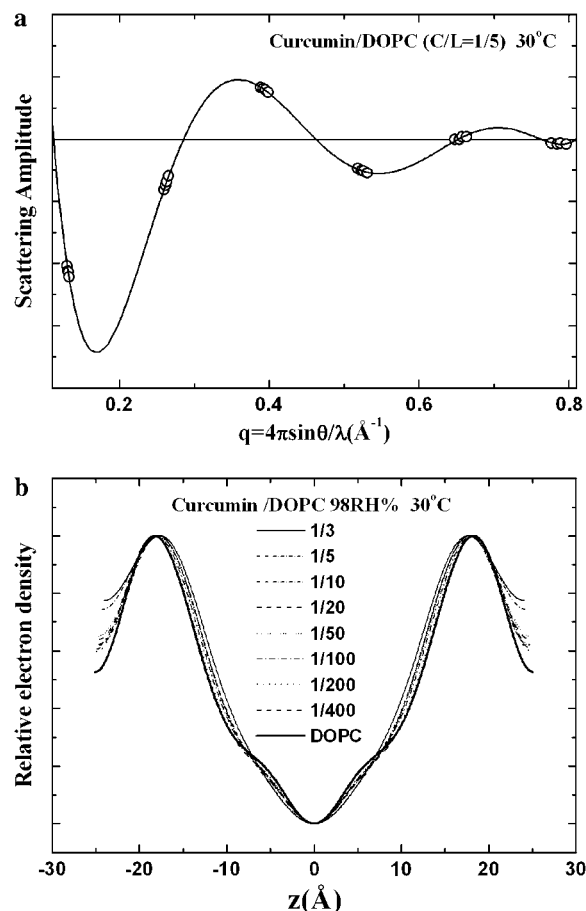 a
Curcumin/DOPC (C/L=1/5) 30°C
Scattering Amplitude
0.2 0.4 0.6 0.8
q=4πsinθ/λ(Å⁻¹)
b
Curcumin /DOPC 98RH% 30°C
1/3
1/5
1/10
1/20
1/50
1/100
1/200
1/400
DOPC
Relative electron density
-30 -20 -10 0 10 20 30
z(Å)